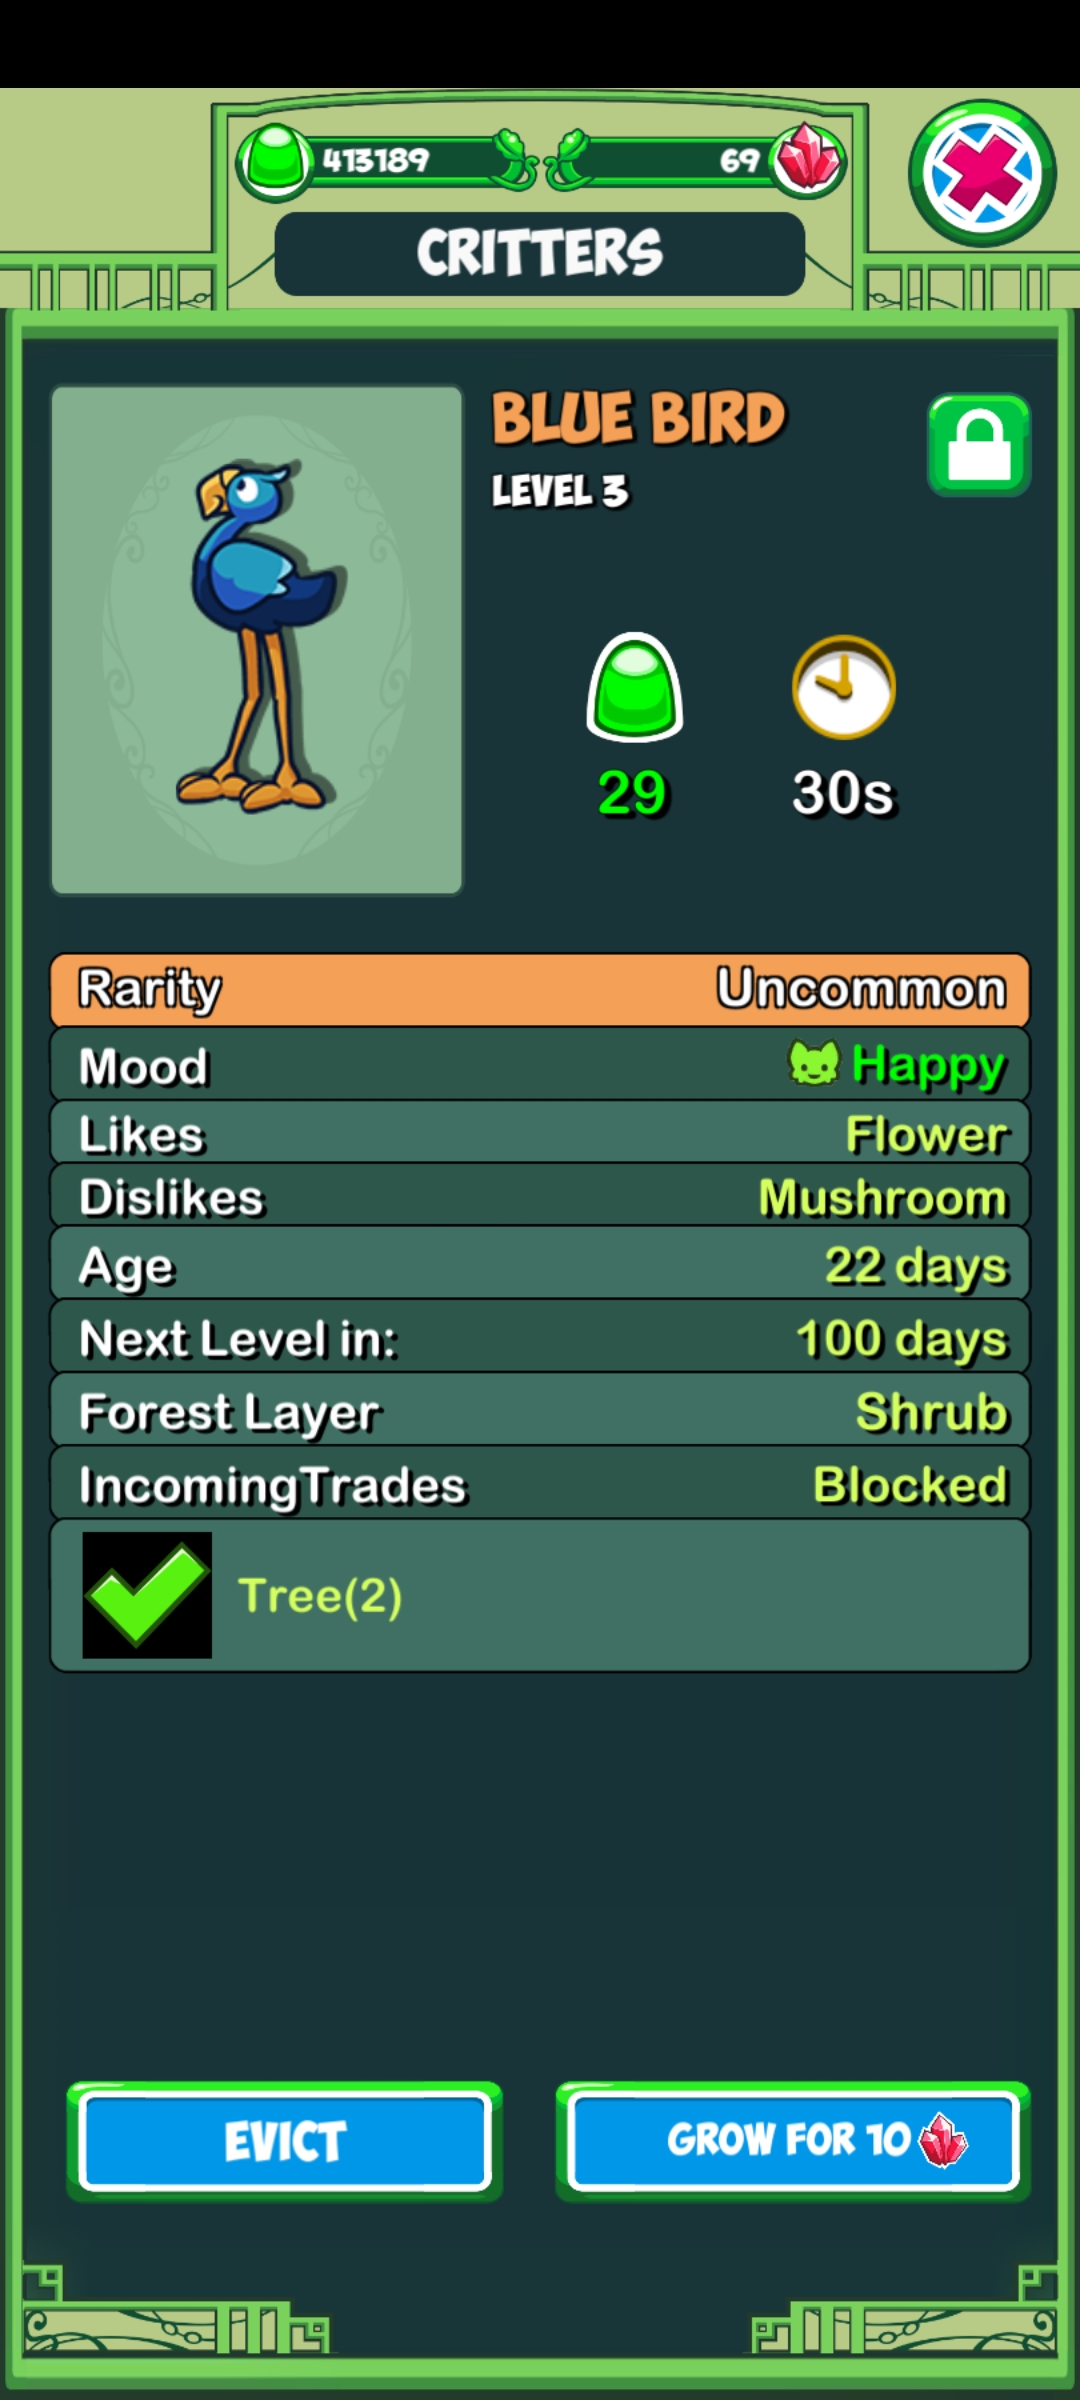 413189 69
CRITTERS
BLUE BIRD
LEVEL 3
29 30s
Rarity Uncommon
Mood Happy
Likes Flower
Dislikes Mushroom
Age 22 days
Next Level in: 100 days
Forest Layer Shrub
IncomingTrades Blocked
Tree(2)
EVICT GROW FOR 10